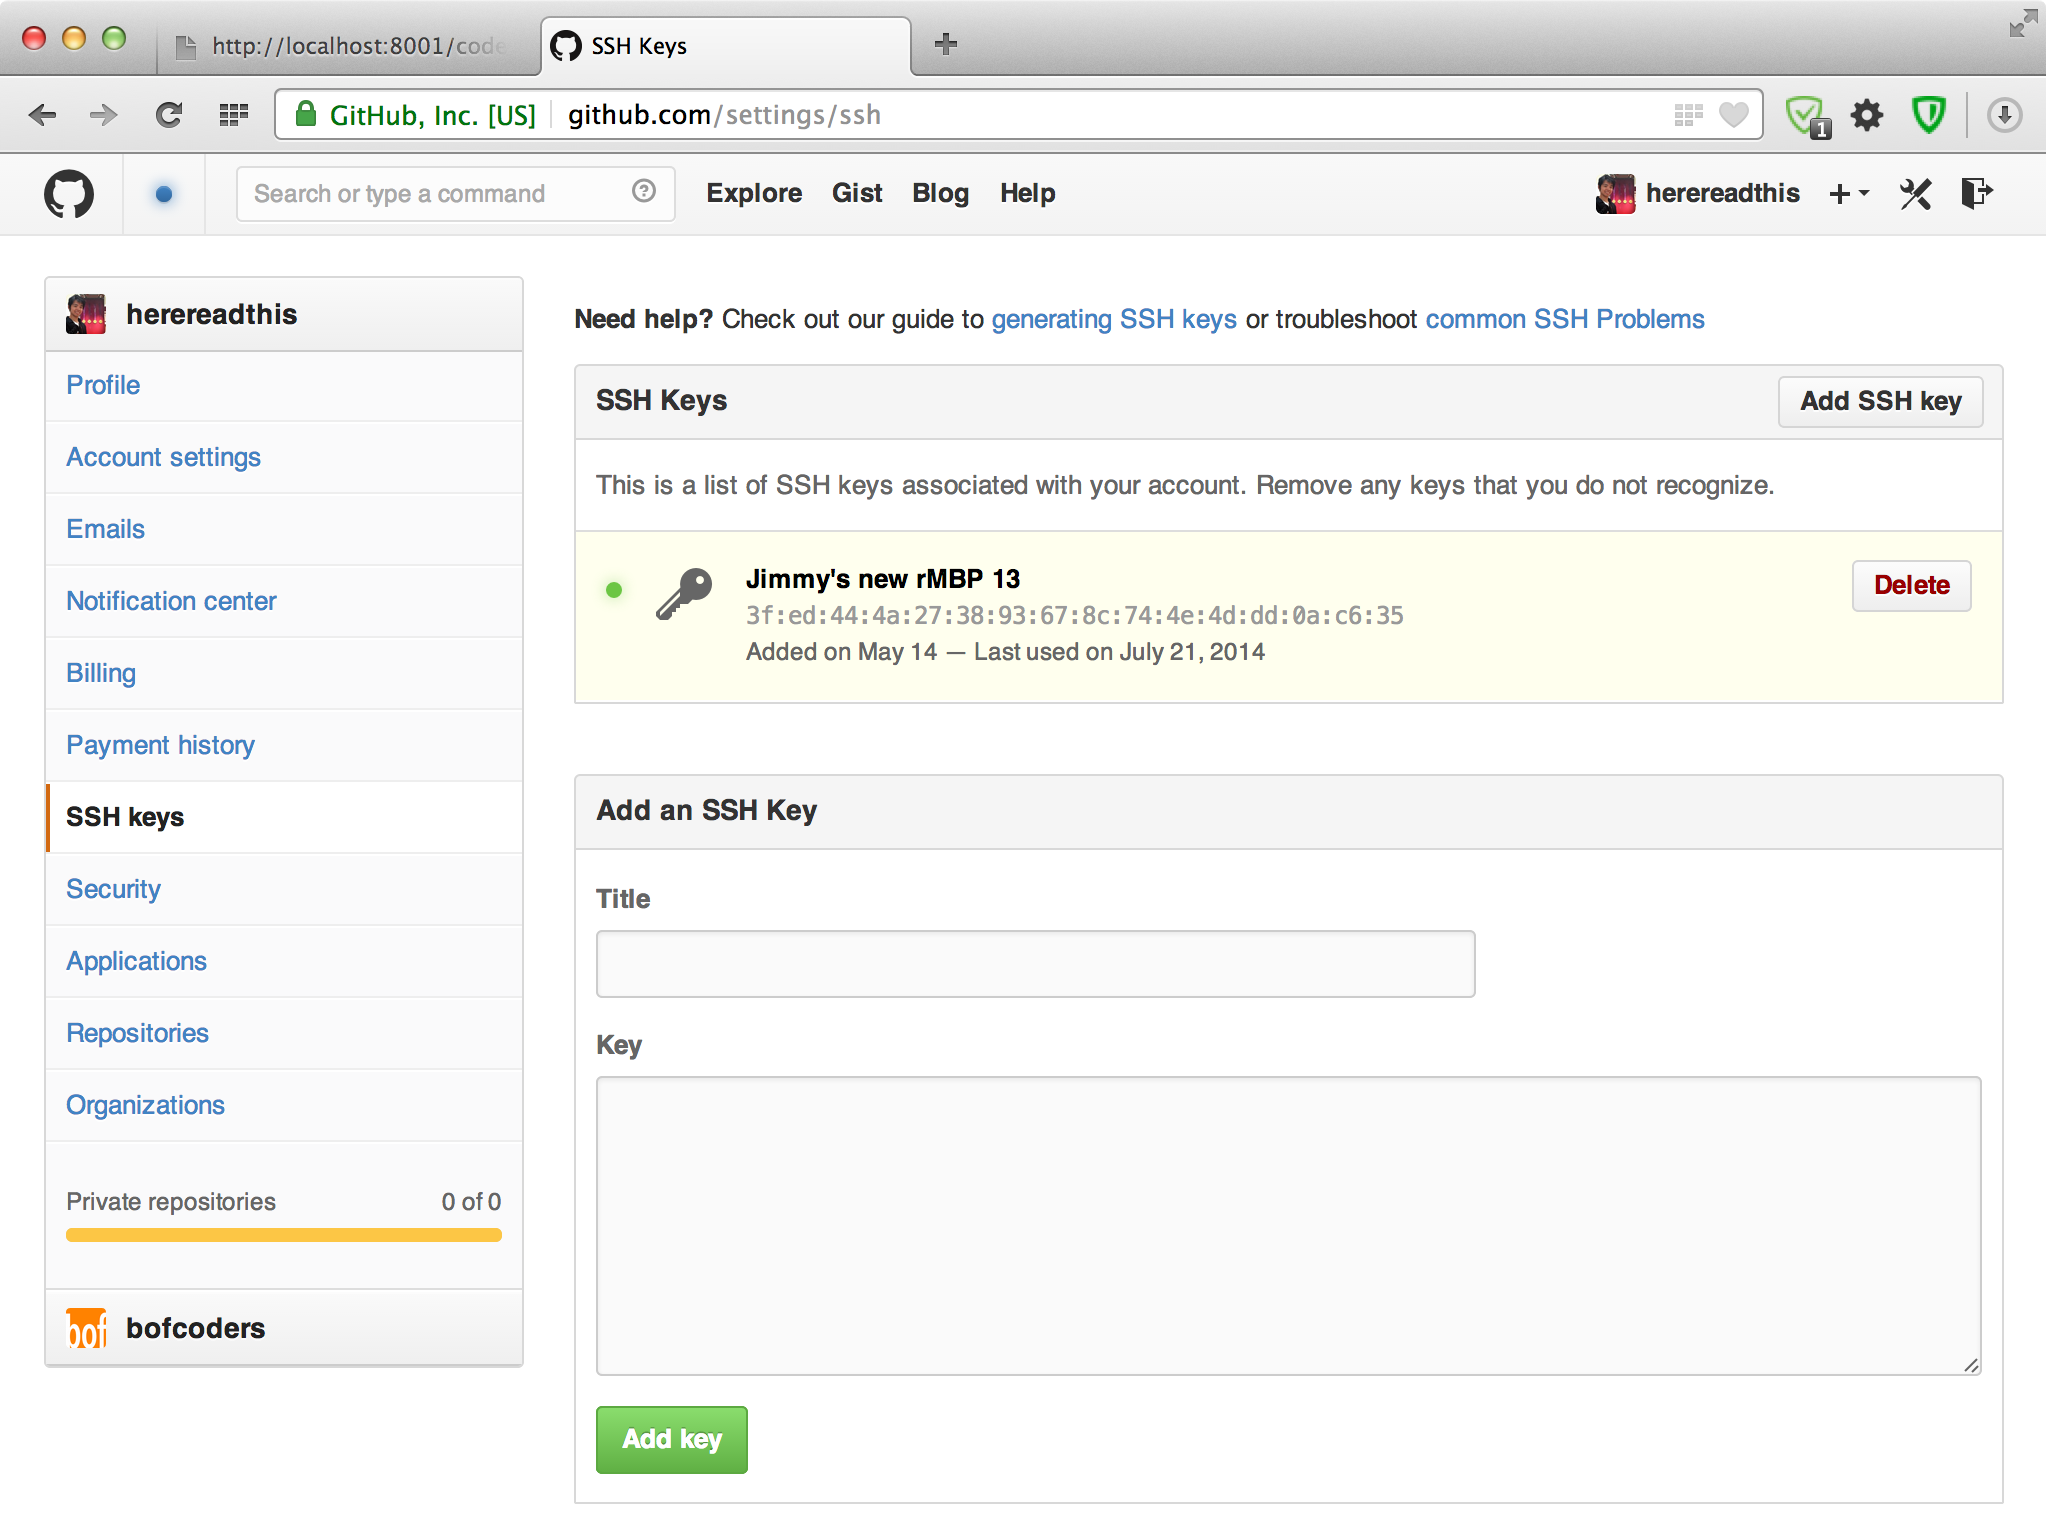 http://localhost:8001/code
SSH Keys
GitHub, Inc. [US] github.com/settings/ssh
1
Search or type a command
Explore Gist Blog Help
herereadthis
herereadthis
Profile
Account settings
Emails
Notification center
Billing
Payment history
SSH keys
Security
Applications
Repositories
Organizations
Private repositories 0 of 0
bof bofcoders
Need help? Check out our guide to generating SSH keys or troubleshoot common SSH Problems
SSH Keys
Add SSH key
This is a list of SSH keys associated with your account. Remove any keys that you do not recognize.
Jimmy's new rMBP 13
3f:ed:44:4a:27:38:93:67:8c:74:4e:4d:dd:0a:c6:35
Added on May 14 — Last used on July 21, 2014
Delete
Add an SSH Key
Title
Key
Add key